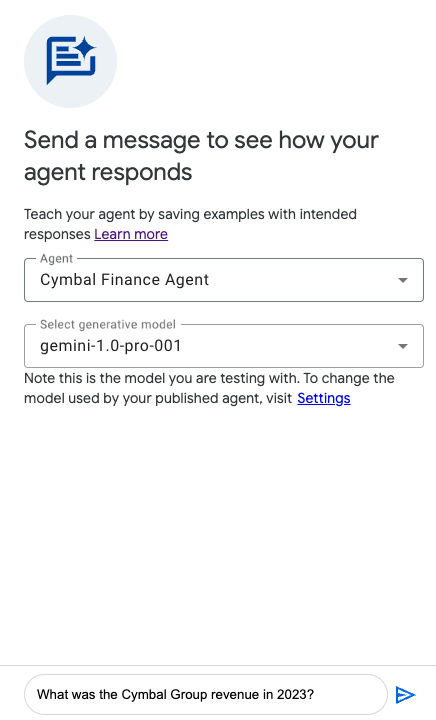 Send a message to see how your
agent responds
Teach your agent by saving examples with intended
responses Learn more
Agent
Cymbal Finance Agent
Select generative model
gemini-1.0-pro-001
Note this is the model you are testing with. To change the
model used by your published agent, visit Settings
What was the Cymbal Group revenue in 2023?